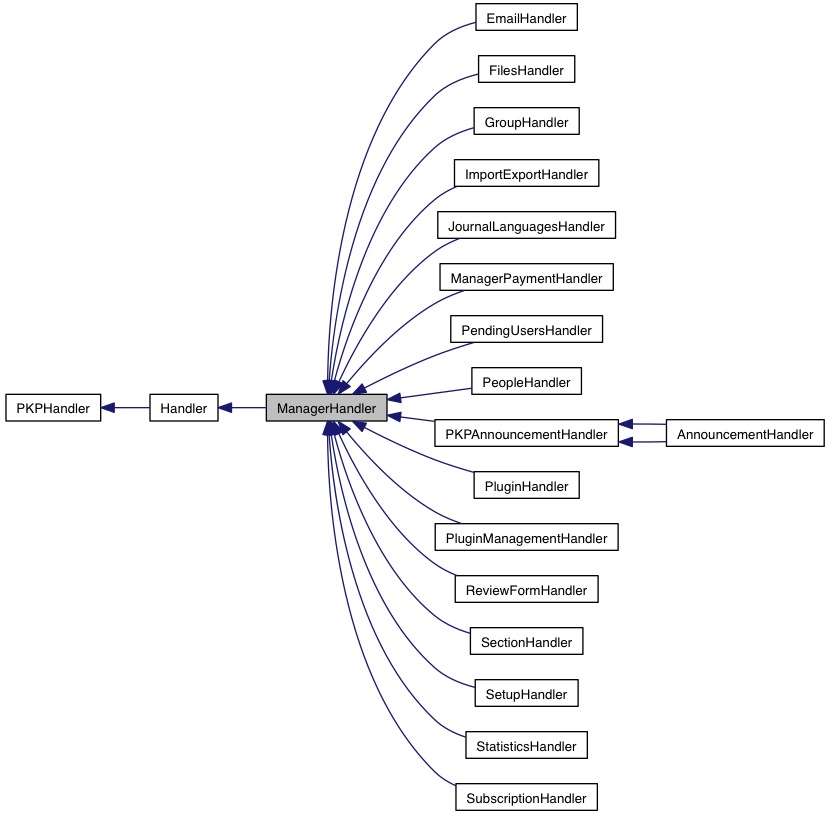 EmailHandler
FilesHandler
GroupHandler
ImportExportHandler
JournalLanguagesHandler
ManagerPaymentHandler
PendingUsersHandler
PeopleHandler
PKPHandler
Handler
ManagerHandler
PKPAnnouncementHandler
AnnouncementHandler
PluginHandler
PluginManagementHandler
ReviewFormHandler
SectionHandler
SetupHandler
StatisticsHandler
SubscriptionHandler